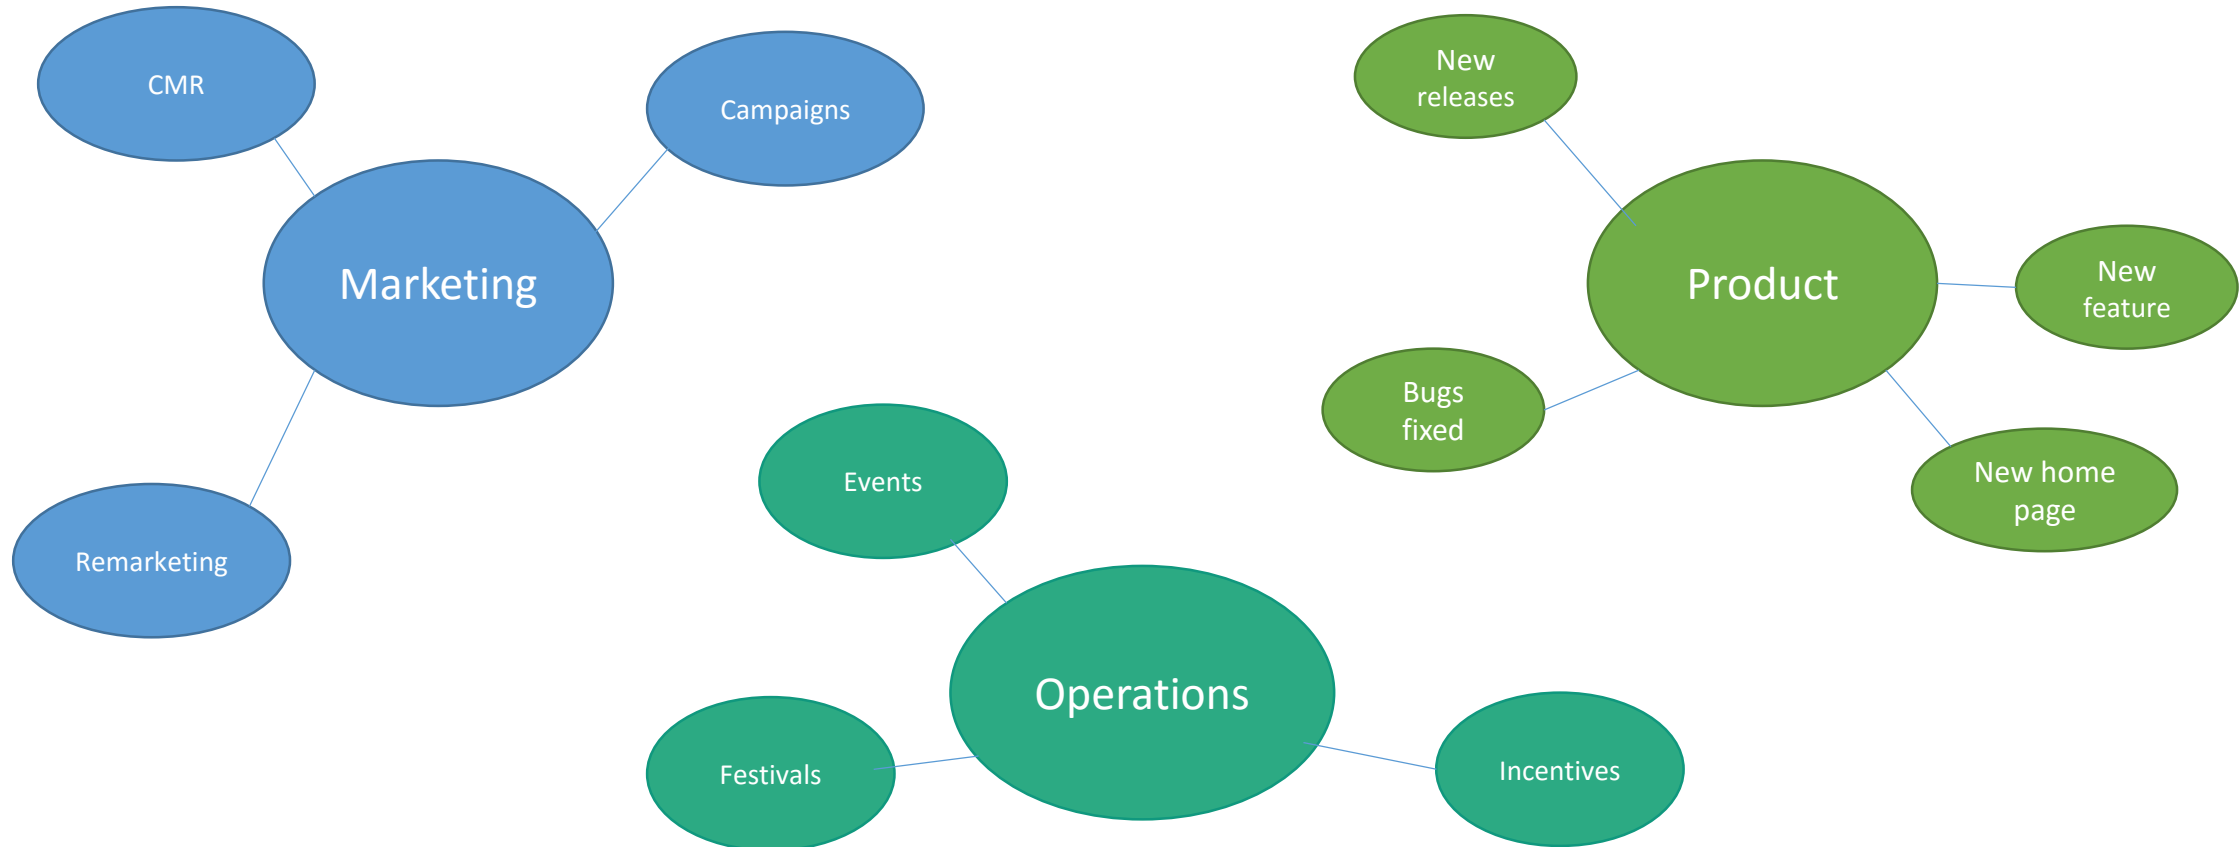 CMR
Campaigns
Marketing
Remarketing
New
releases
Product
New
feature
Bugs
fixed
New home
page
Events
Operations
Festivals
Incentives